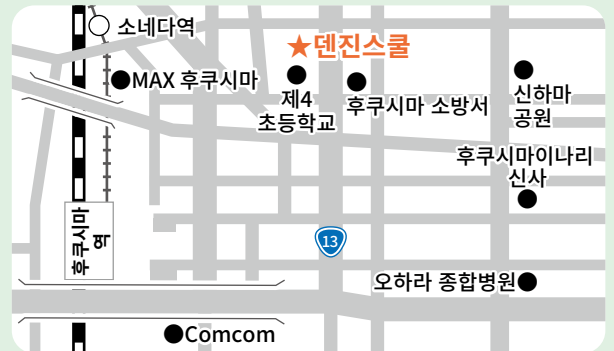 소네다역
★덴진스쿨
●MAX 후쿠시마
제4
초등학교
후쿠시마 소방서
신하마
공원
후쿠시마이나리
신사
후쿠시마
역
13
오하라 종합병원●
●Comcom